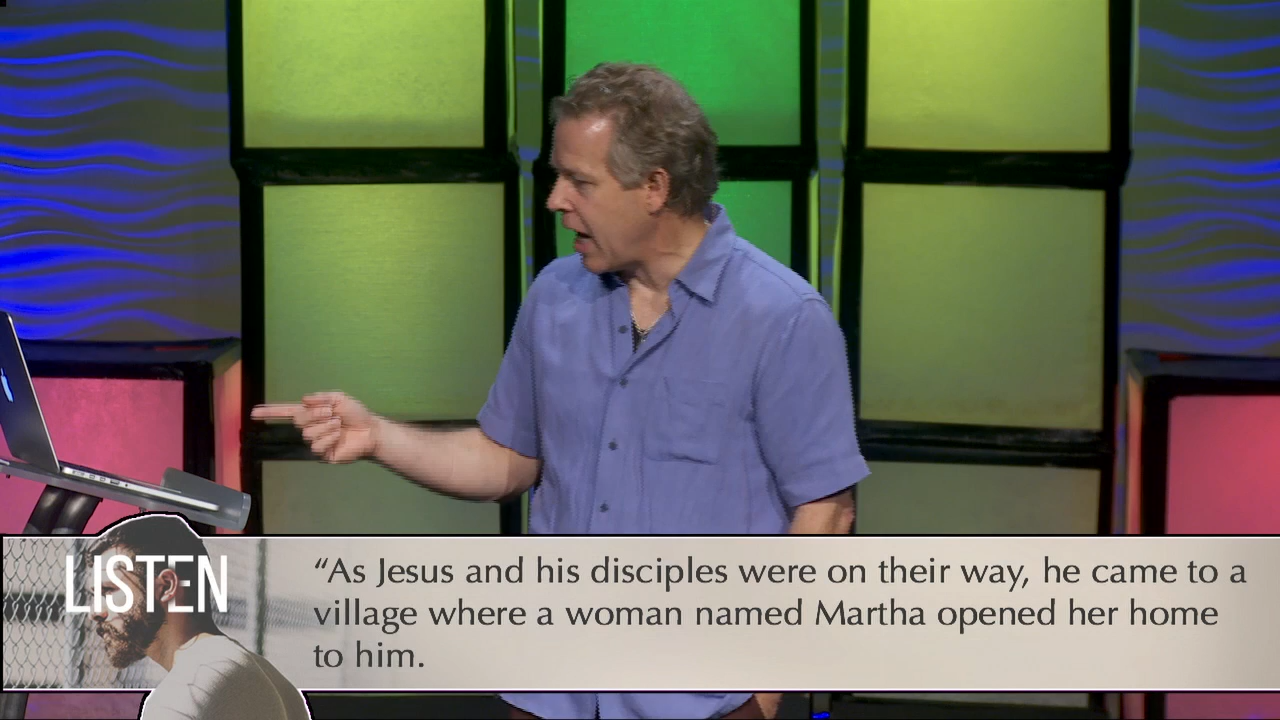 LISTEN
“As Jesus and his disciples were on their way, he came to a
village where a woman named Martha opened her home
to him.